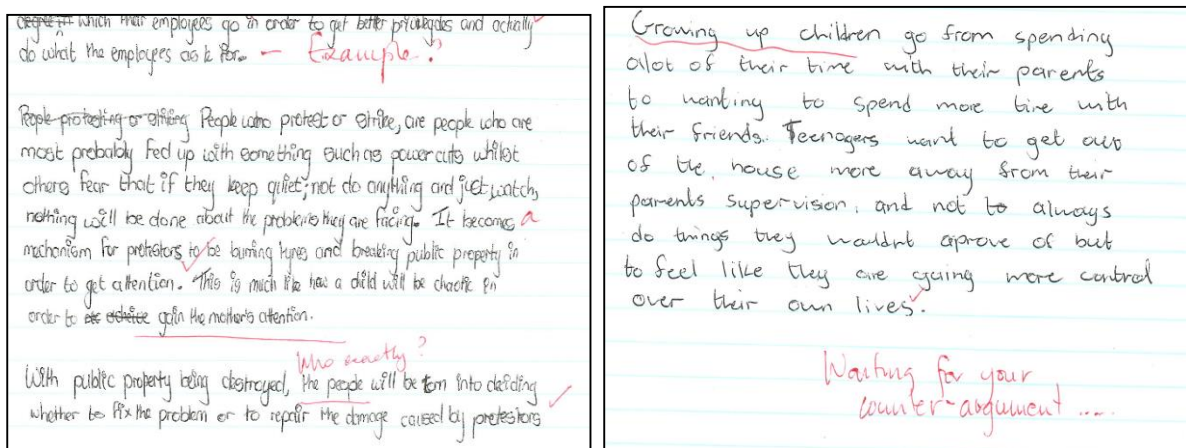 which their employees go in order to get better priveleges and actually
do what the employees ask for. - Example?
People protesting or striking People who protest or strike, are people who are
most probably fed up with something such as powercuts whilst
others fear that if they keep quiet; not do anything and just watch,
nothing will be done about the problems they are facing. It becomes a
mechanism for protestors to be burning tyres and breaking public property in
order to get attention. This is much like how a child will be chaotic in
order to gain the mother's attention.
Who exactly?
With public property being destroyed, the people will be torn into deciding
whether to fix the problem or to repair the damage caused by protestors
Growing up children go from spending
alot of their time with their parents
to wanting to spend more time with
their friends. Teenagers want to get out
of the house more away from their
parents supervision, and not to always
do things they wouldnt aprove of but
to feel like they are gaing more control
over their own lives.
Waiting for your
counter-argument ....